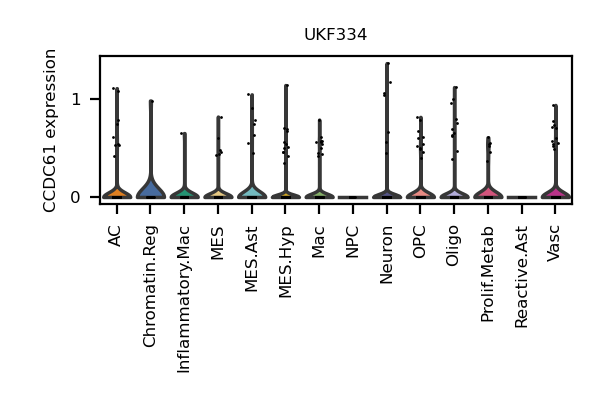 UKF334
CCDC61 expression
1
0
AC
Chromatin.Reg
Inflammatory.Mac
MES
MES.Ast
MES.Hyp
Mac
NPC
Neuron
OPC
Oligo
Prolif.Metab
Reactive.Ast
Vasc